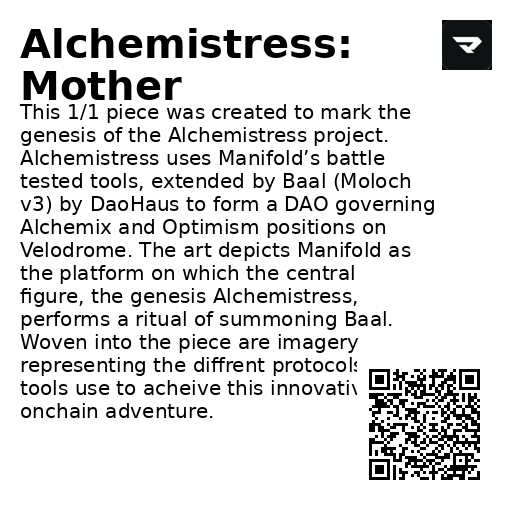 Alchemistress:
Mother
This 1/1 piece was created to mark the
genesis of the Alchemistress project.
Alchemistress uses Manifold’s battle
tested tools, extended by Baal (Moloch
v3) by DaoHaus to form a DAO governing
Alchemix and Optimism positions on
Velodrome. The art depicts Manifold as
the platform on which the central
figure, the genesis Alchemistress,
performs a ritual of summoning Baal.
Woven into the piece are imagery
representing the diffrent protocols
tools use to acheive this innovativ
onchain adventure.